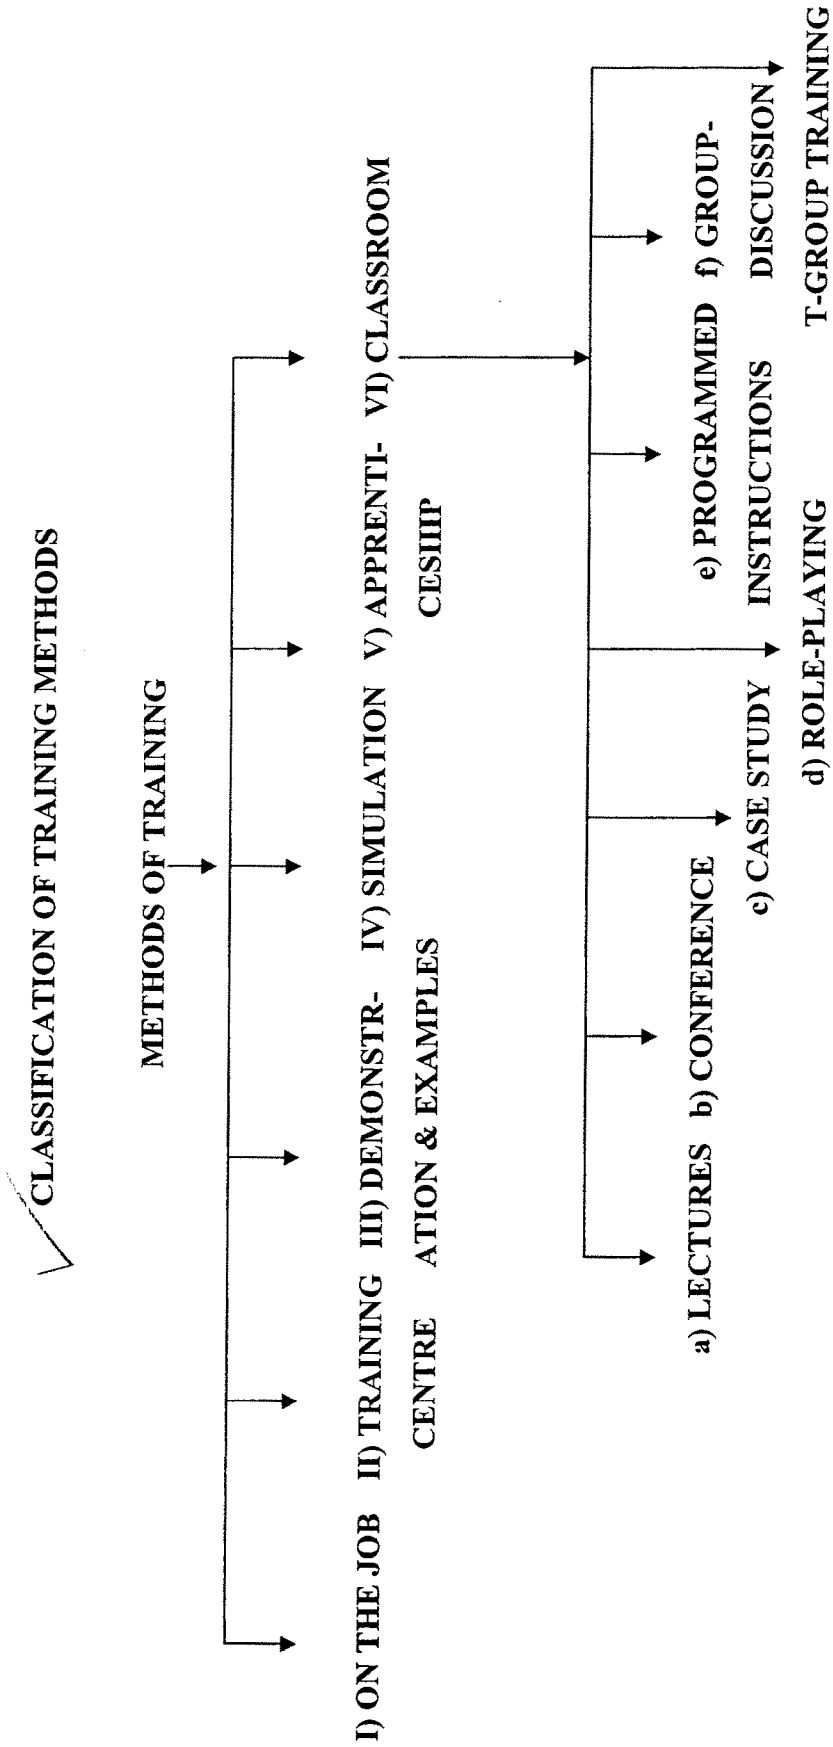 CLASSIFICATION OF TRAINING METHODS
METHODS OF TRAINING
I) ON THE JOB II) TRAINING III) DEMONSTR- IV) SIMULATION V) APPRENTI- VI) CLASSROOM
CENTRE ATION & EXAMPLES CESIIIP
a) LECTURES b) CONFERENCE e) PROGRAMMED f) GROUP-
c) CASE STUDY INSTRUCTIONS DISCUSSION
d) ROLE-PLAYING T-GROUP TRAINING